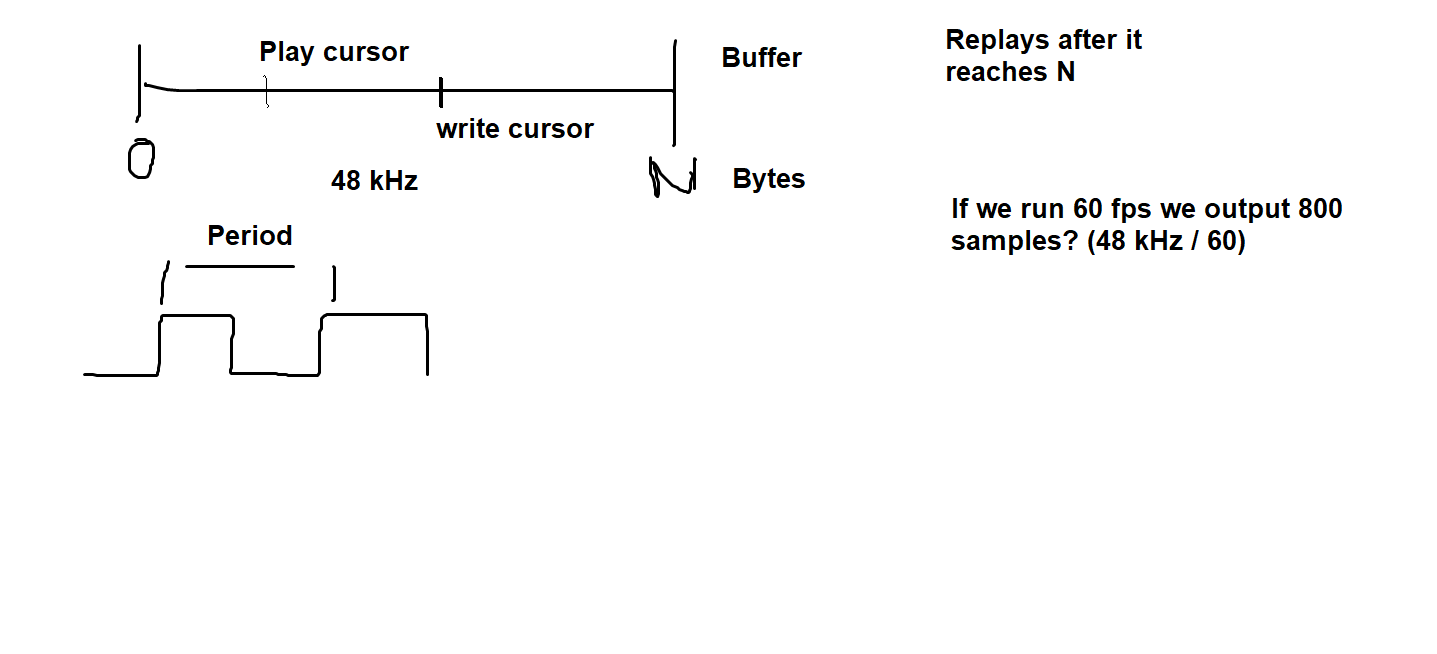 Play cursor
Buffer
Replays after it
reaches N
write cursor
0
48 kHz
N
Bytes
Period
If we run 60 fps we output 800
samples? (48 kHz / 60)